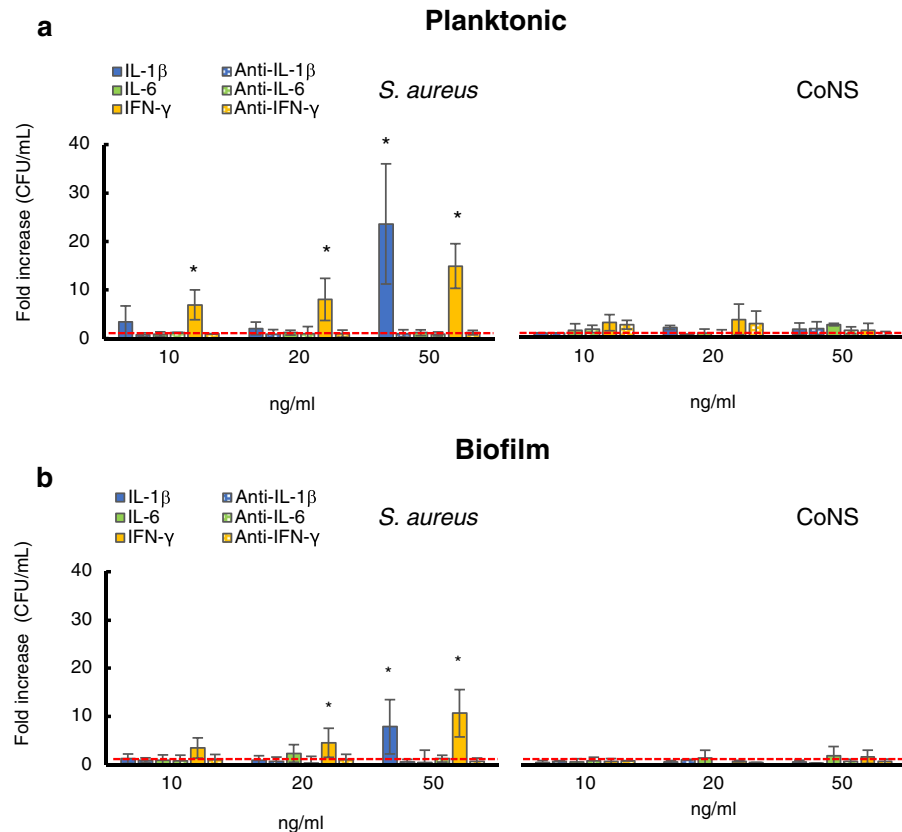 a
Planktonic
IL-1β Anti-IL-1β
IL-6 Anti-IL-6
IFN-γ Anti-IFN-γ
S. aureus
CoNS
Fold increase (CFU/mL)
40
30
20
10
0
* * * *
10 20 50
10 20 50
ng/ml
ng/ml
b
Biofilm
IL-1β Anti-IL-1β
IL-6 Anti-IL-6
IFN-γ Anti-IFN-γ
S. aureus
CoNS
Fold increase (CFU/mL)
40
30
20
10
0
* * *
10 20 50
10 20 50
ng/ml
ng/ml